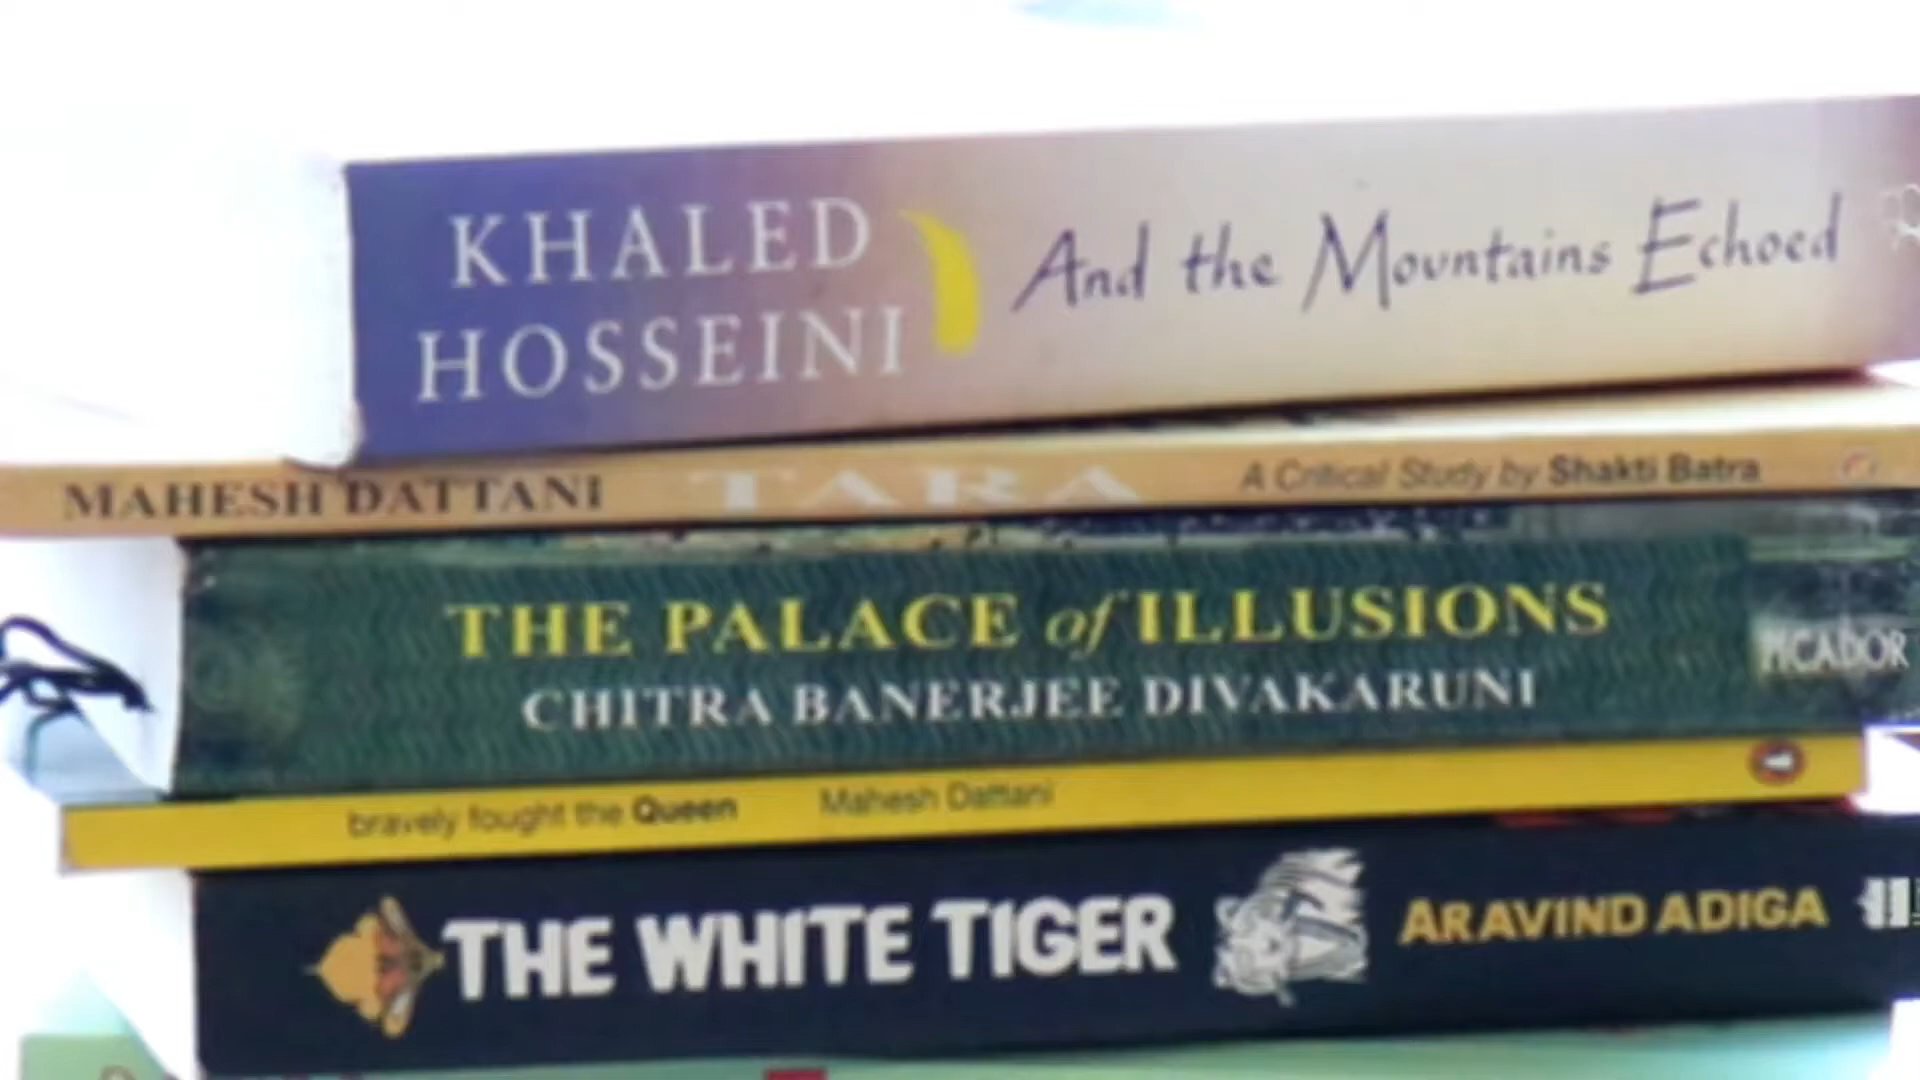 KHALED
HOSSEINI
And the Mountains Echoed
MAHESH DATTANI TARA A Critical Study by Shakti Batra
THE PALACE of ILLUSIONS
CHITRA BANERJEE DIVAKARUNI
PICADOR
bravely fought the Queen Mahesh Dattani
THE WHITE TIGER ARAVIND ADIGA